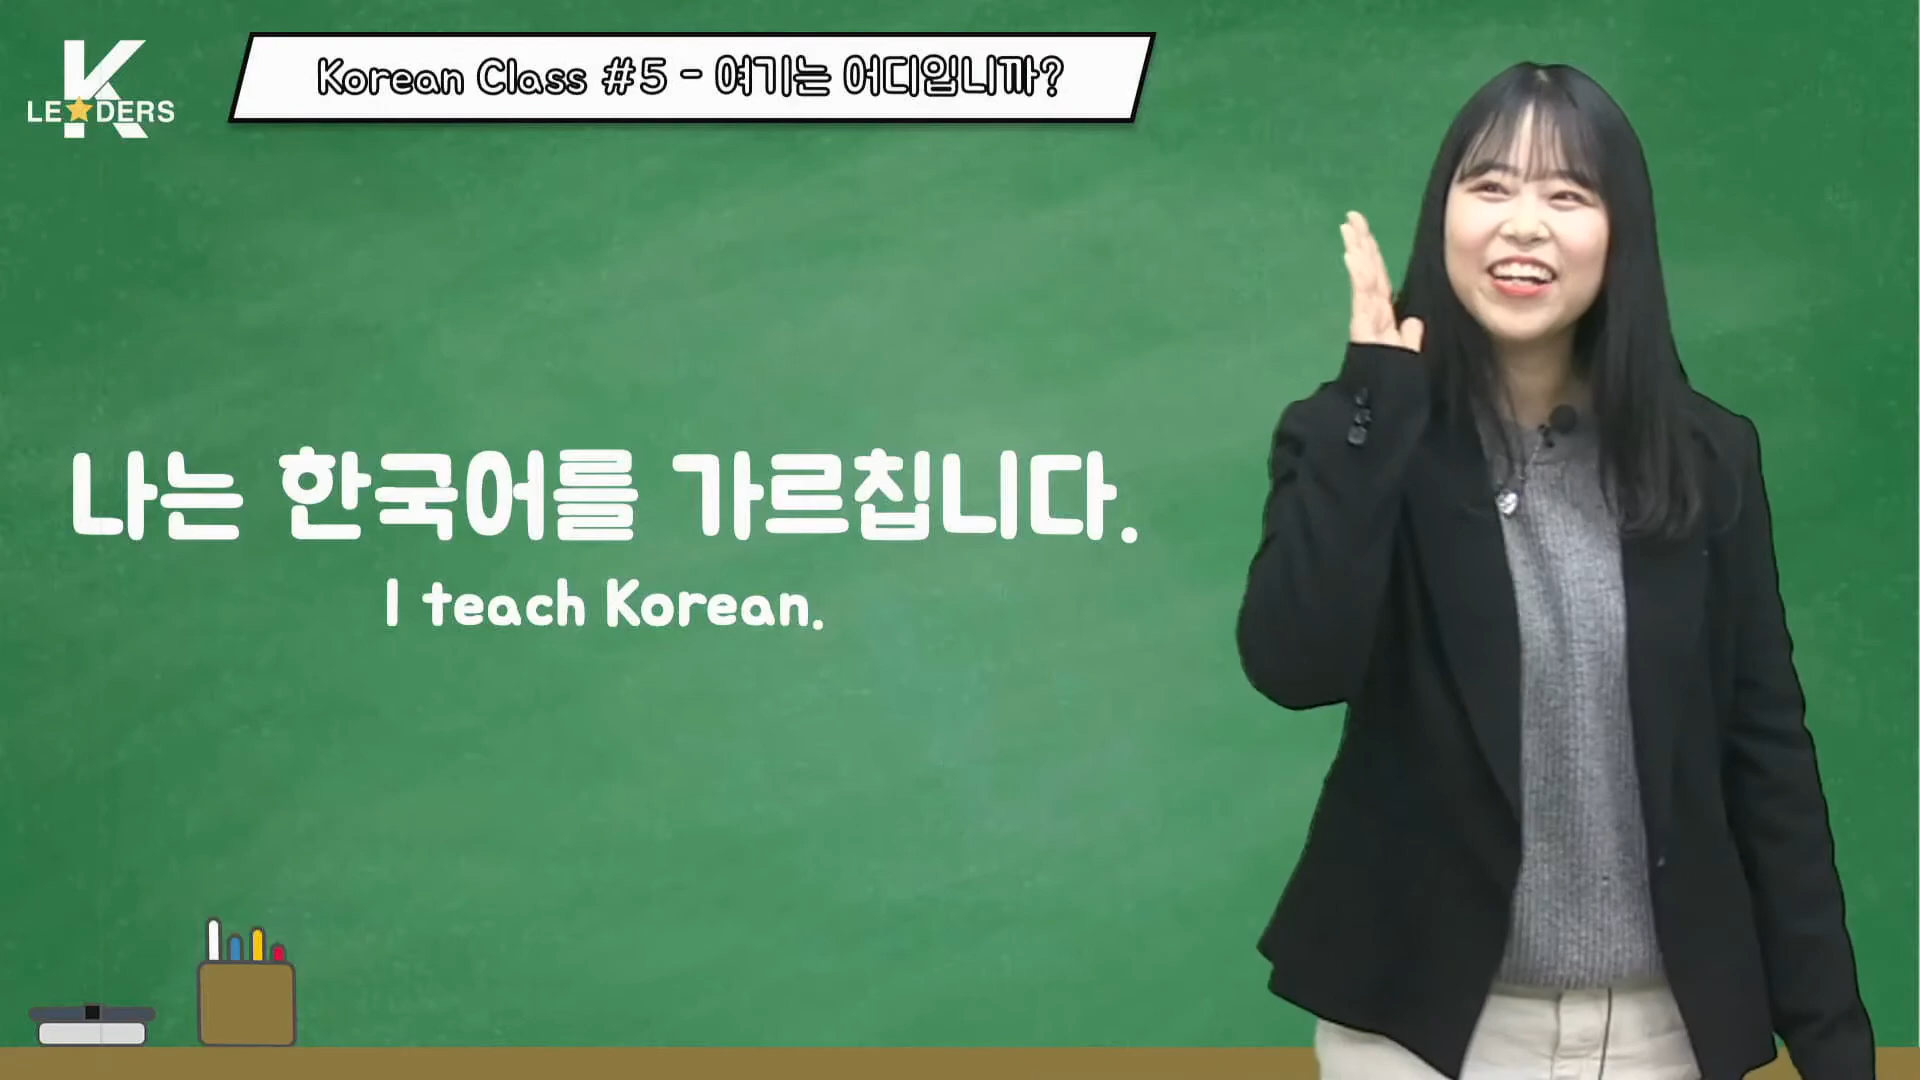 K
LEADERS
Korean Class #5 - 여기는 어디입니까?
나는 한국어를 가르칩니다.
I teach Korean.